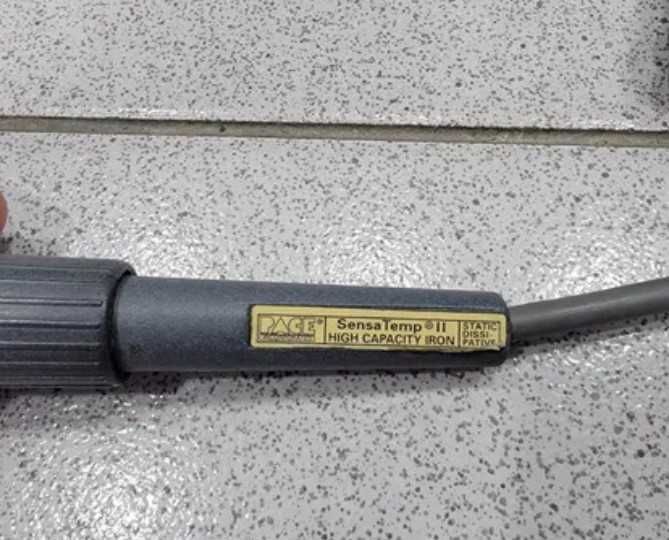 PACE®
SensaTemp® II
HIGH CAPACITY IRON
STATIC
DISSI-
PATIVE